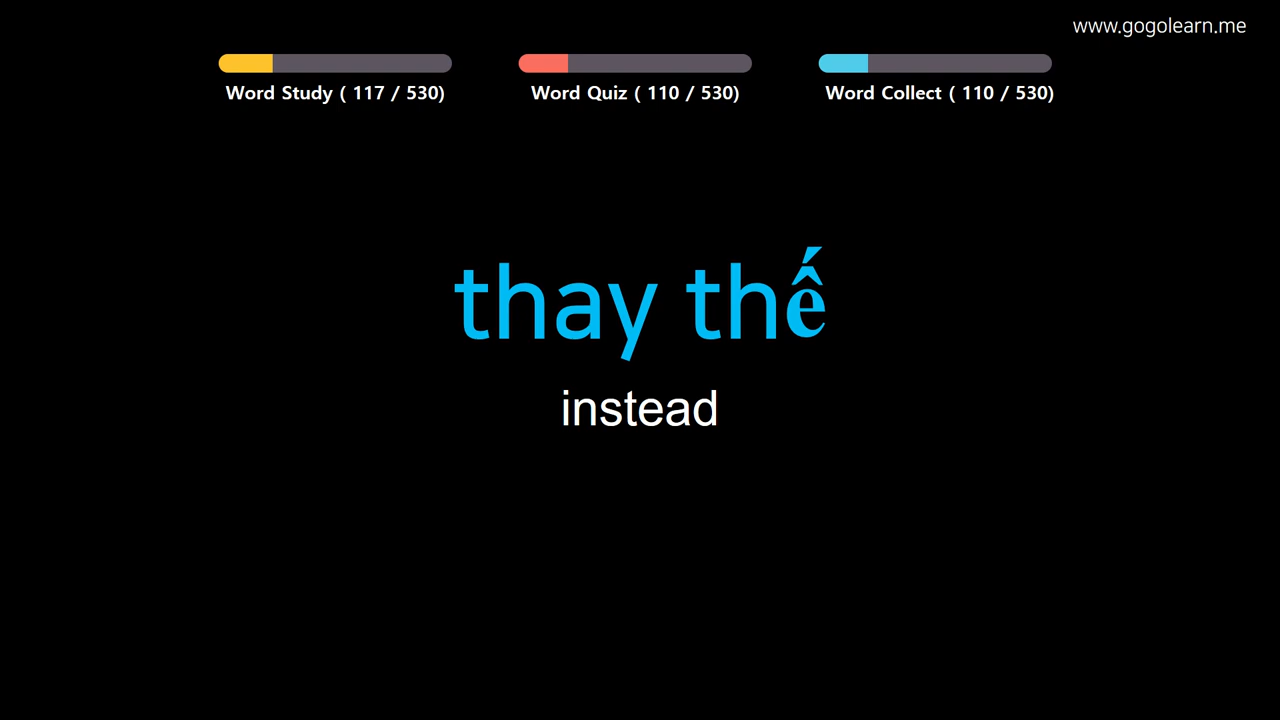 www.gogolearn.me
Word Study ( 117 / 530)
Word Quiz ( 110 / 530)
Word Collect ( 110 / 530)
thay thế
instead